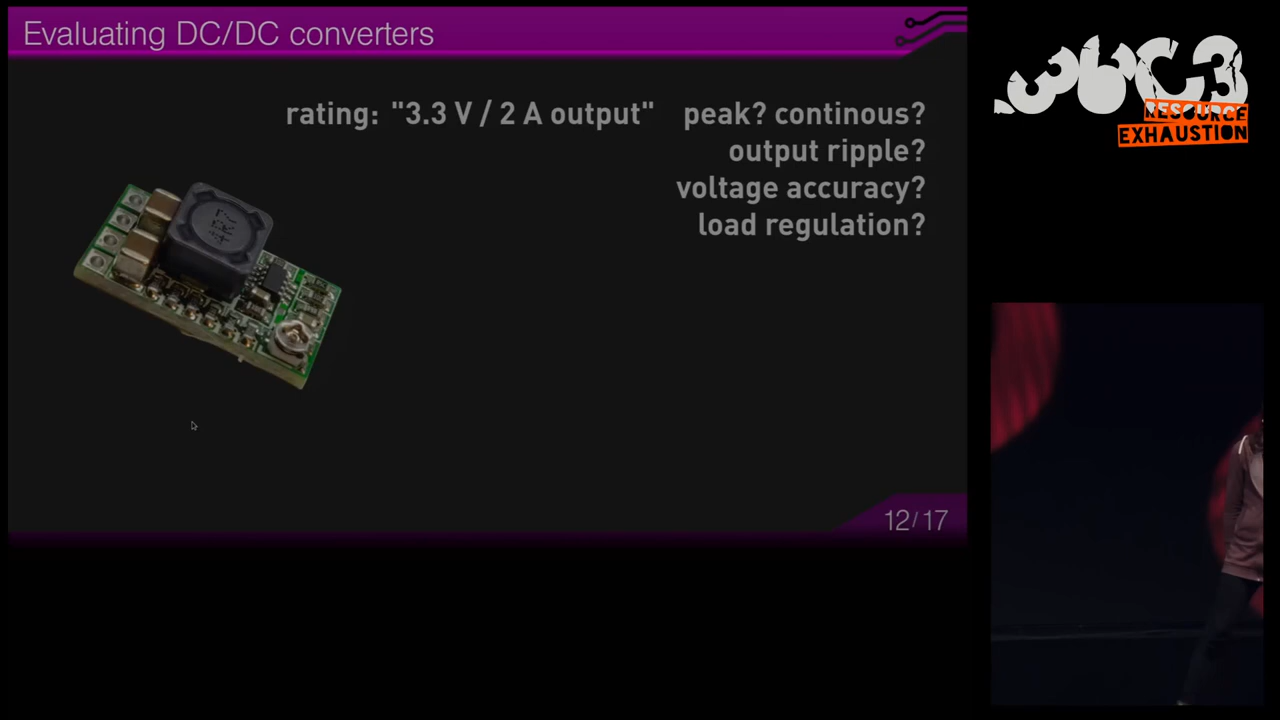 Evaluating DC/DC converters
rating: "3.3 V / 2 A output" peak? continous?
output ripple?
voltage accuracy?
load regulation?
12/17
36C3
RESOURCE
EXHAUSTION